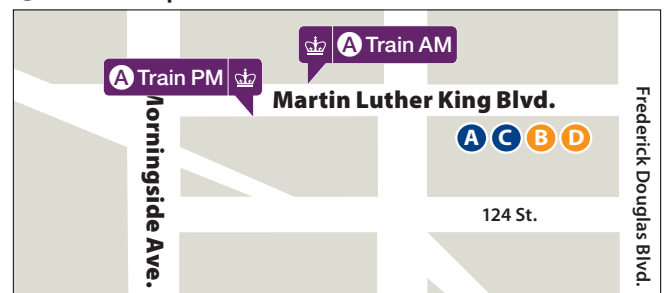 A Train AM
A Train PM
Martin Luther King Blvd.
A C B D
Morningside Ave.
124 St.
Frederick Douglas Blvd.